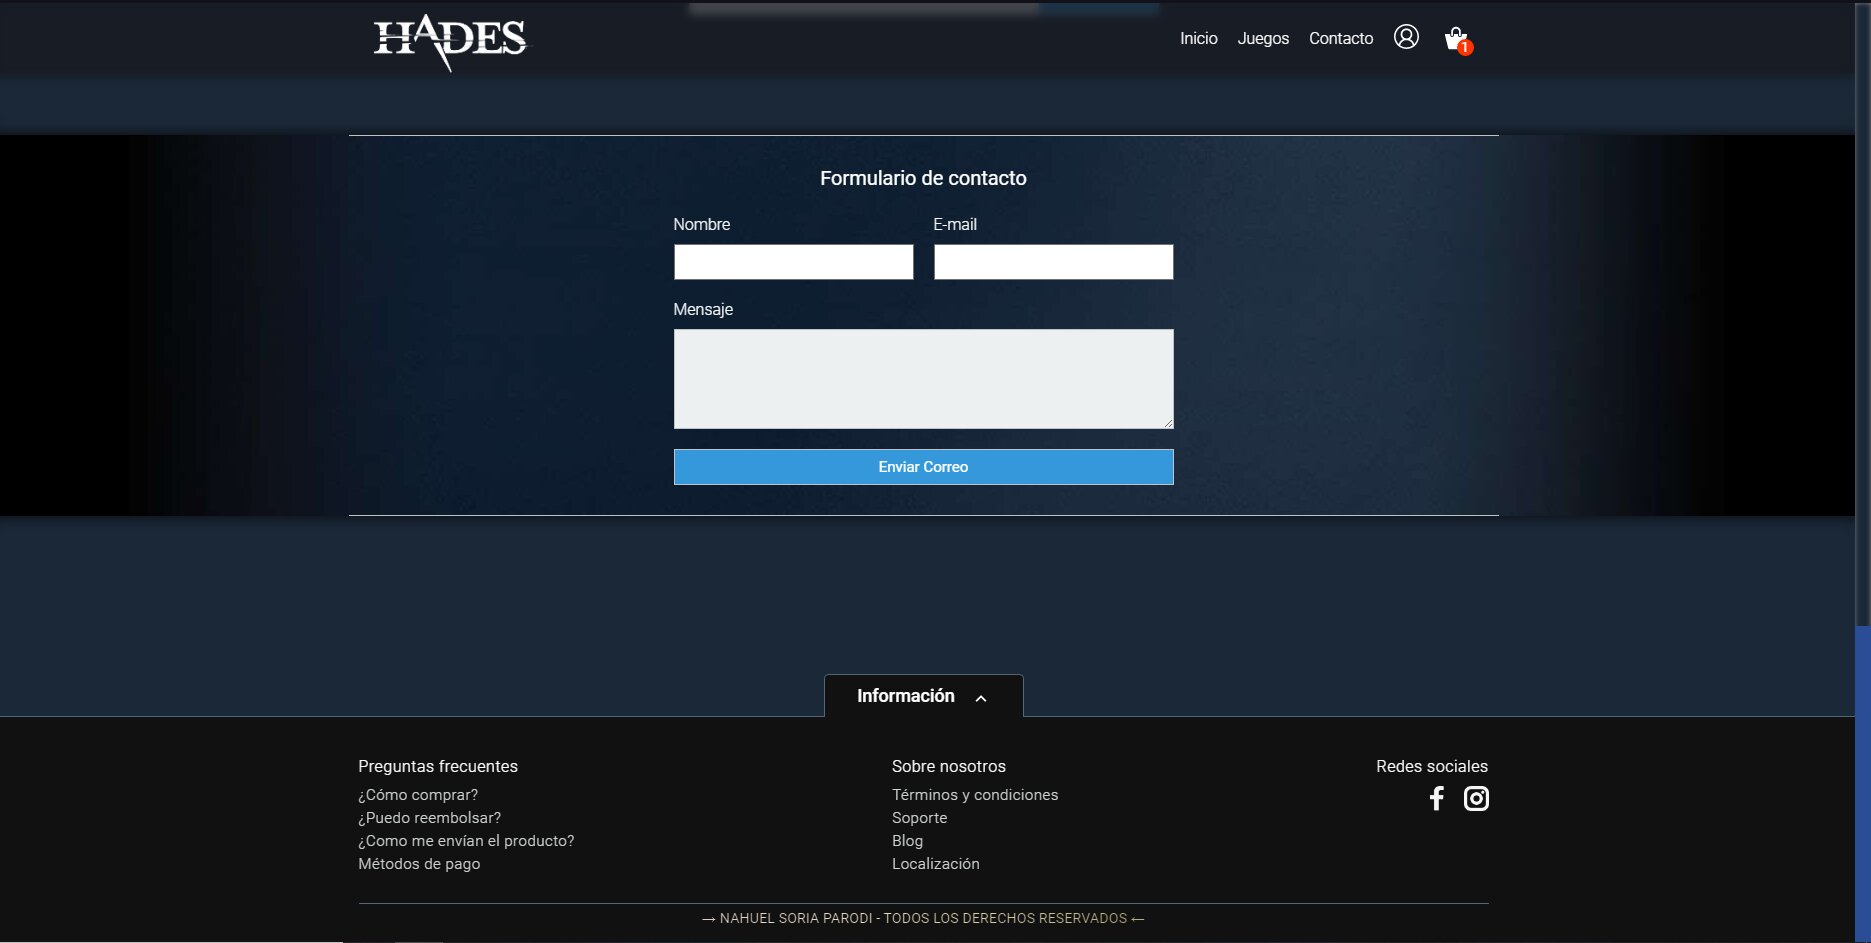 HADES
Inicio Juegos Contacto 1
Formulario de contacto
Nombre E-mail
Mensaje
Enviar Correo
Información
Preguntas frecuentes
¿Cómo comprar?
¿Puedo reembolsar?
¿Como me envían el producto?
Métodos de pago
Sobre nosotros
Términos y condiciones
Soporte
Blog
Localización
Redes sociales
→ NAHUEL SORIA PARODI - TODOS LOS DERECHOS RESERVADOS ←